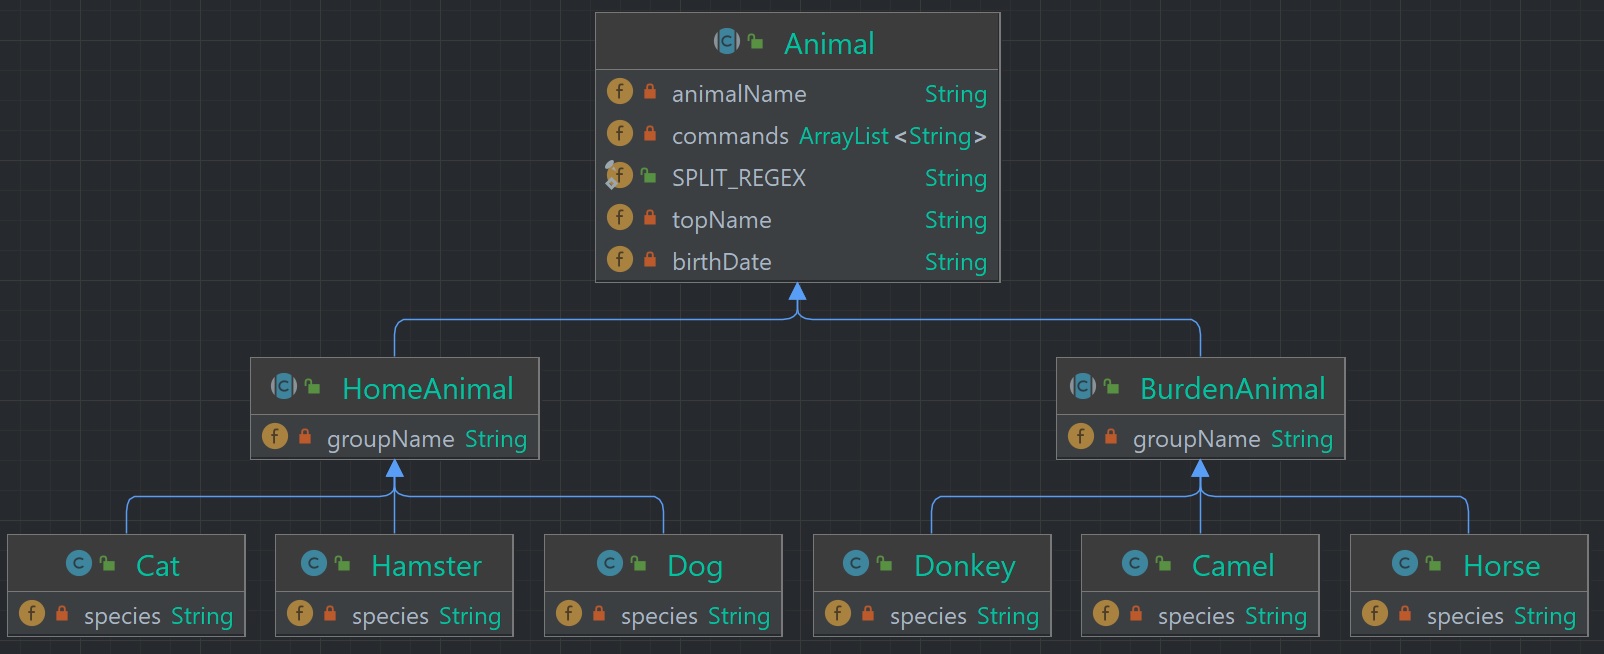 Animal
animalName String
commands ArrayList<String>
SPLIT_REGEX String
topName String
birthDate String
HomeAnimal
groupName String
BurdenAnimal
groupName String
Cat
species String
Hamster
species String
Dog
species String
Donkey
species String
Camel
species String
Horse
species String